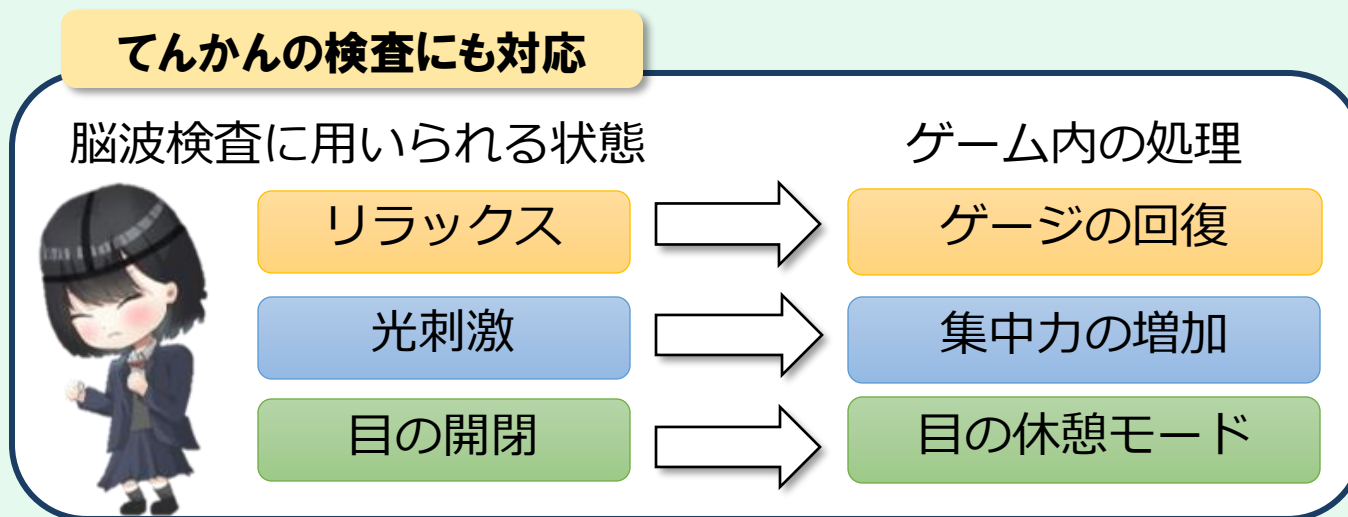 てんかんの検査にも対応
脳波検査に用いられる状態
ゲーム内の処理
リラックス
ゲージの回復
光刺激
集中力の増加
目の開閉
目の休憩モード